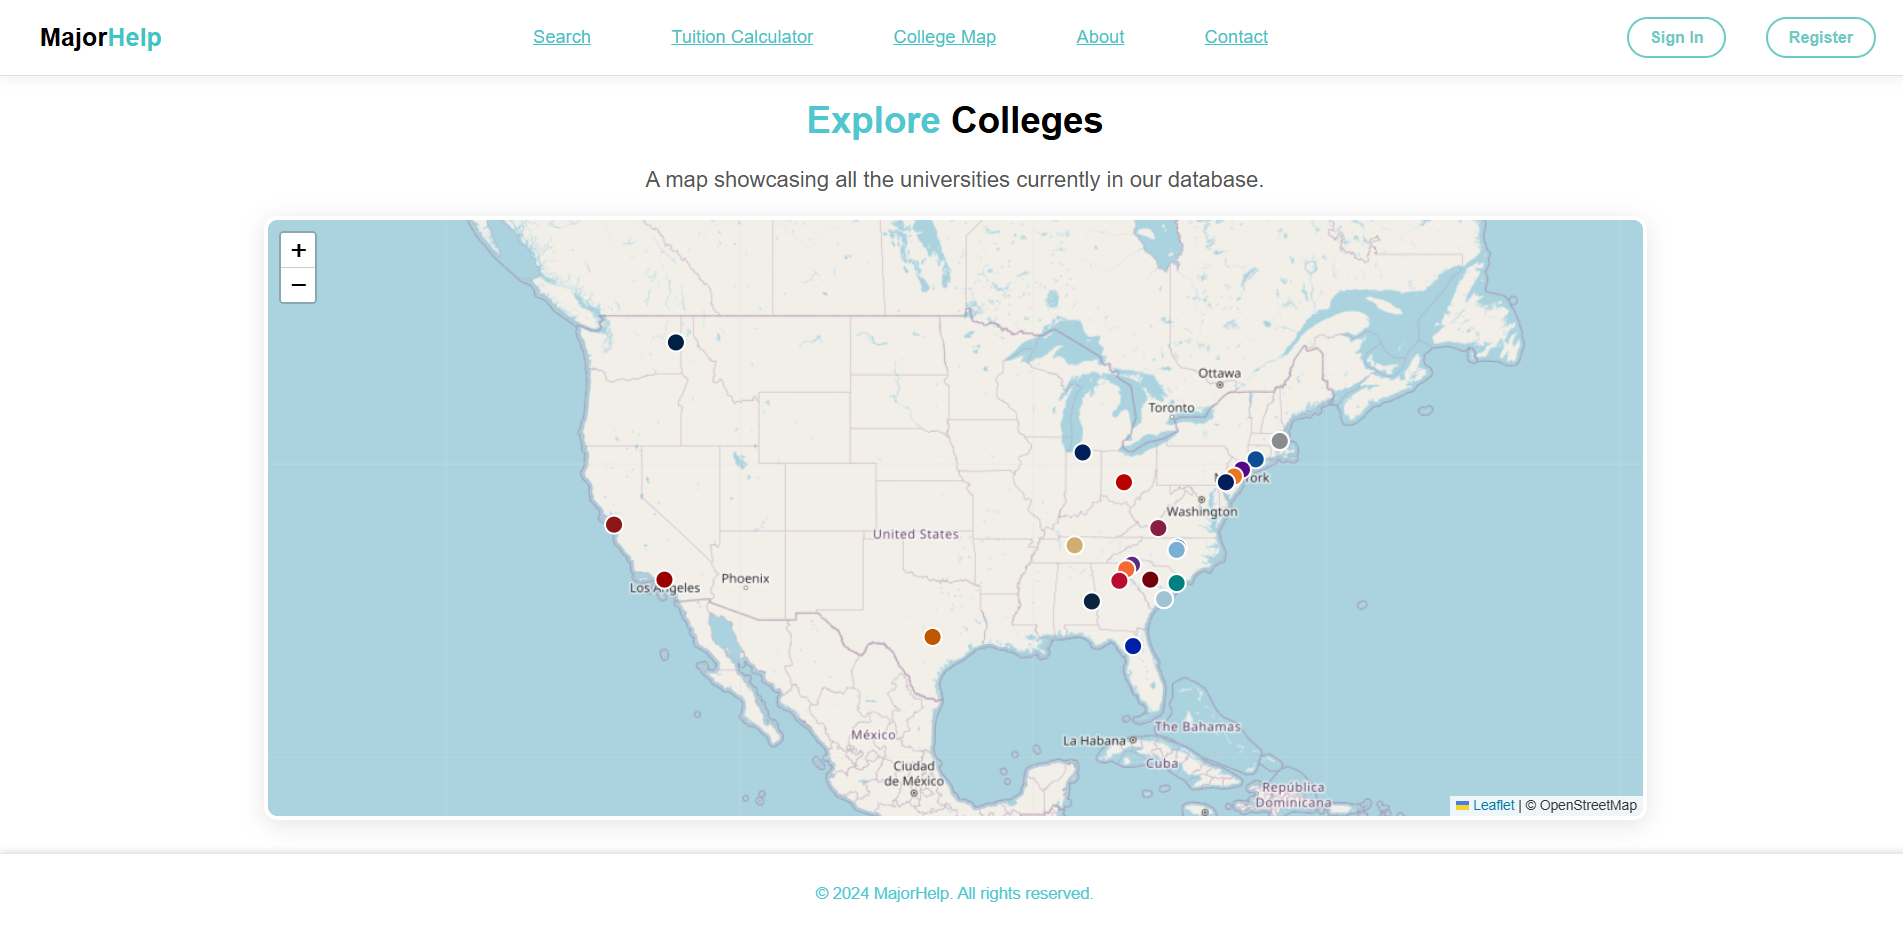 MajorHelp
Search
Tuition Calculator
College Map
About
Contact
Sign In
Register
Explore Colleges
A map showcasing all the universities currently in our database.
+
−
Ottawa
Toronto
Washington
United States
Los Angeles
Phoenix
México
Ciudad
de México
La Habana
The Bahamas
Cuba
República
Dominicana
Leaflet | © OpenStreetMap
© 2024 MajorHelp. All rights reserved.